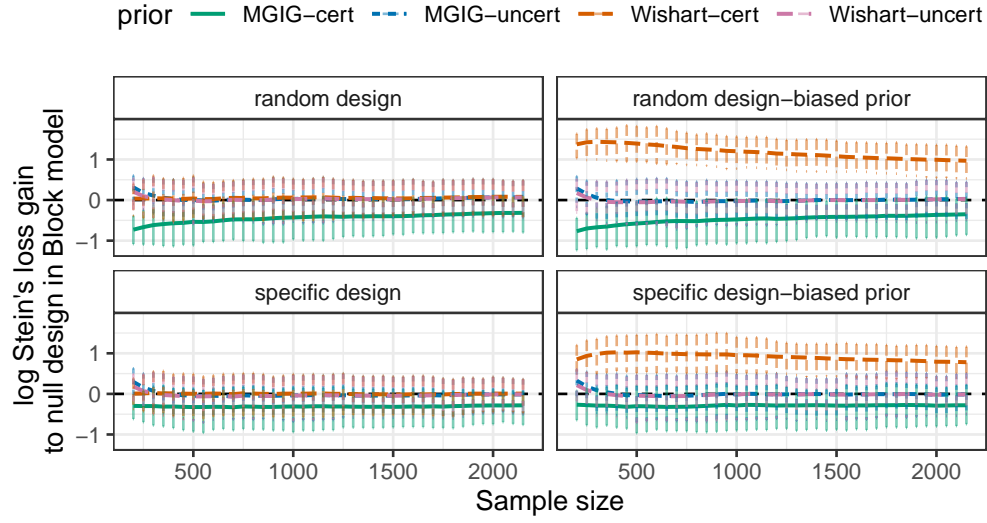 prior MGIG−cert MGIG−uncert Wishart−cert Wishart−uncert
log Stein's loss gain
to null design in Block model
random design
random design−biased prior
1
0
−1
specific design
specific design−biased prior
1
0
−1
500 1000 1500 2000
500 1000 1500 2000
Sample size